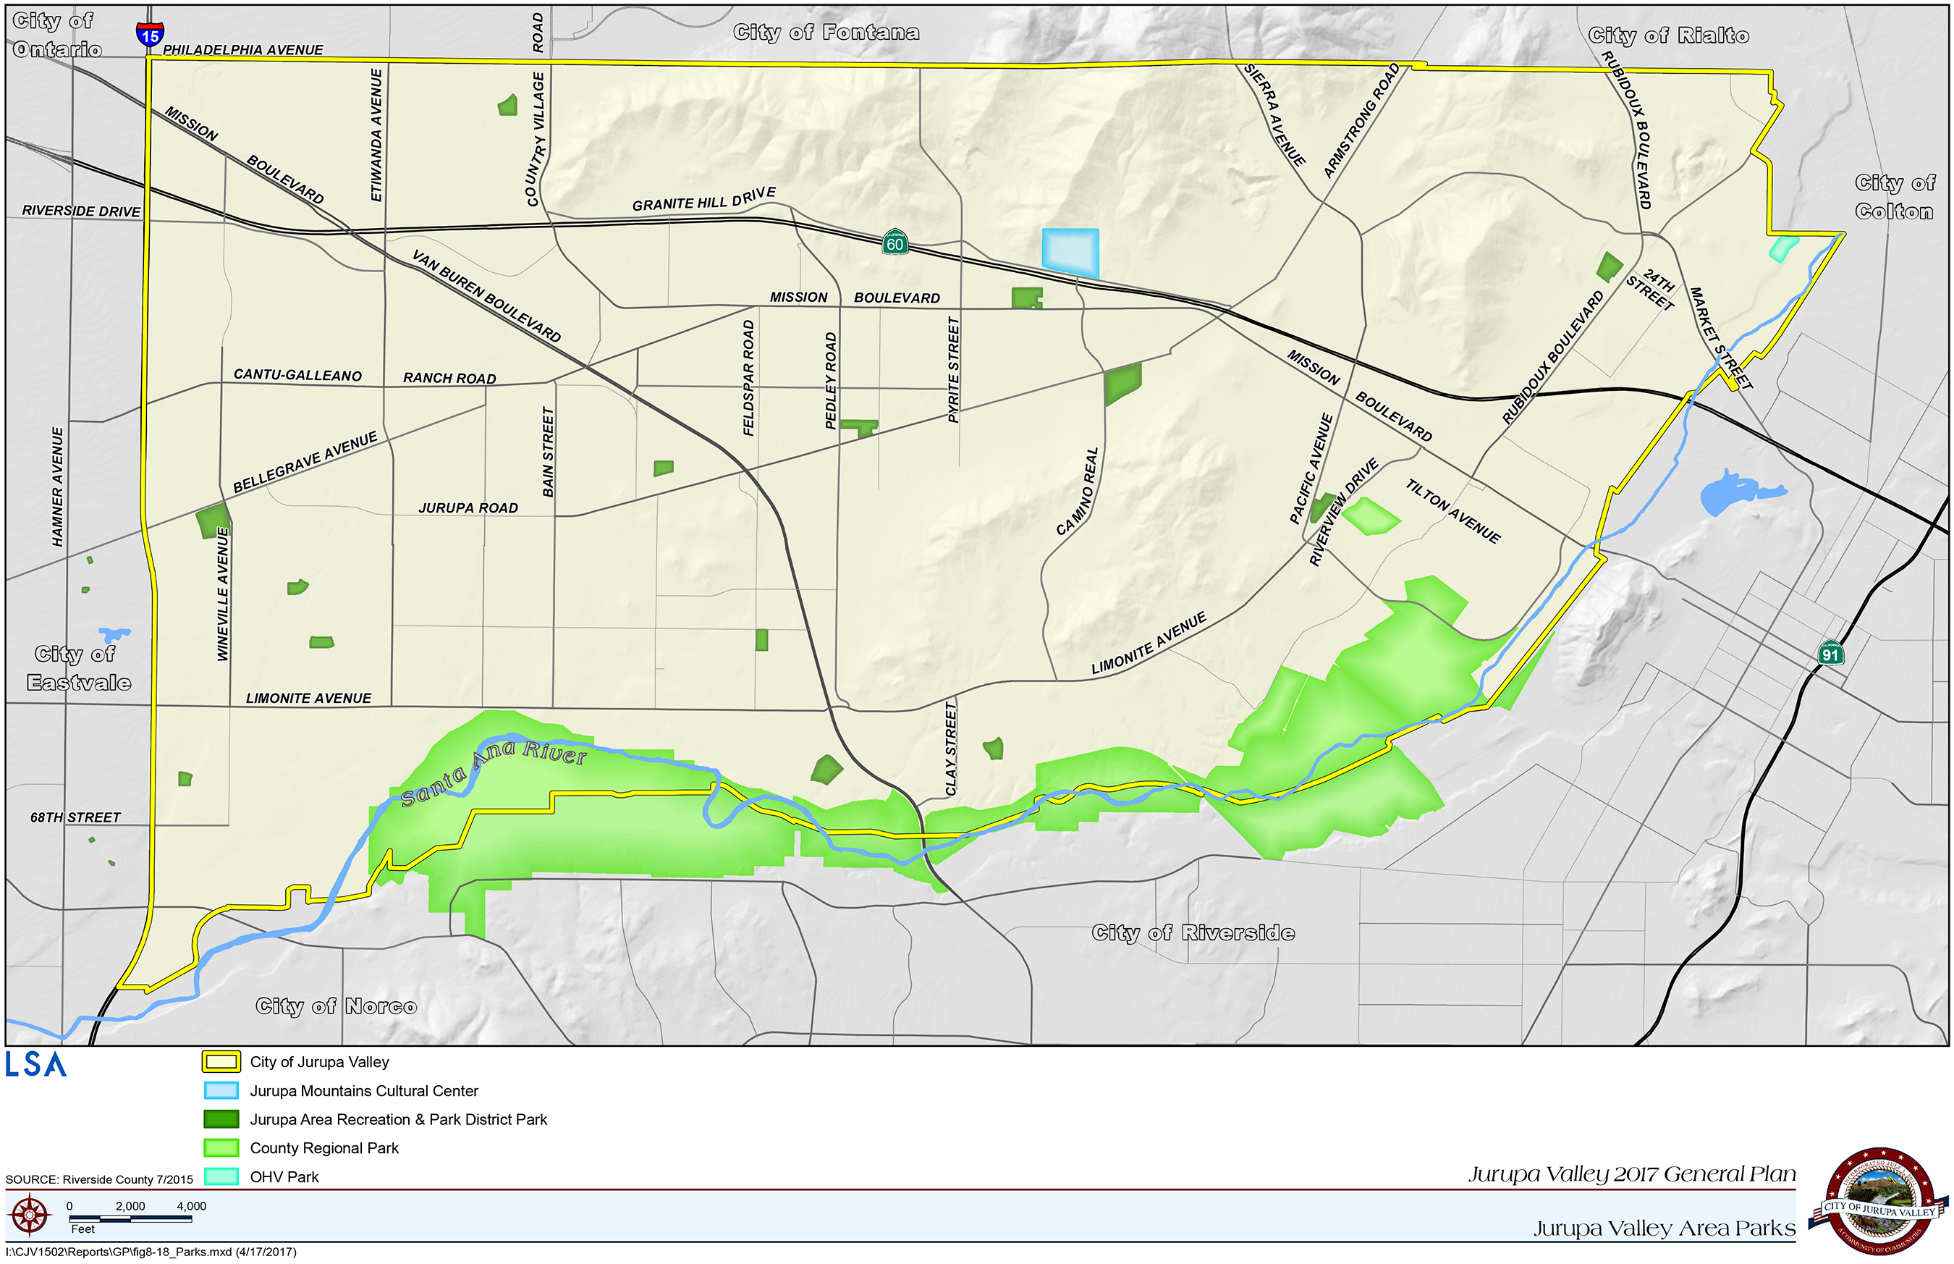 City of
Ontario
15
PHILADELPHIA AVENUE
ROAD
City of Fontana
City of Rialto
MISSION
BOULEVARD
ETIWANDA AVENUE
COUNTRY VILLAGE
SIERRA AVENUE
ARMSTRONG ROAD
RUBIDOUX BOULEVARD
City of
Colton
RIVERSIDE DRIVE
GRANITE HILL DRIVE
60
VAN BUREN BOULEVARD
MISSION BOULEVARD
24TH
STREET
RUBIDOUX BOULEVARD
MARKET STREET
CANTU-GALLEANO RANCH ROAD
FELDSPAR ROAD
PEDLEY ROAD
PYRITE STREET
MISSION
BOULEVARD
HAMNER AVENUE
BELLEGRAVE AVENUE
BAIN STREET
JURUPA ROAD
CAMINO REAL
PACIFIC AVENUE
RIVERVIEW DRIVE
TILTON AVENUE
WINEVILLE AVENUE
City of
Eastvale
LIMONITE AVENUE
LIMONITE AVENUE
91
Santa Ana River
CLAY STREET
68TH STREET
City of Riverside
City of Norco
LSA
City of Jurupa Valley
Jurupa Mountains Cultural Center
Jurupa Area Recreation & Park District Park
County Regional Park
OHV Park
SOURCE: Riverside County 7/2015
0 2,000 4,000
Feet
I:\CJV1502\Reports\GP\fig8-18_Parks.mxd (4/17/2017)
Jurupa Valley 2017 General Plan
Jurupa Valley Area Parks
CITY OF JURUPA VALLEY
A COMMUNITY OF COMMUNITIES